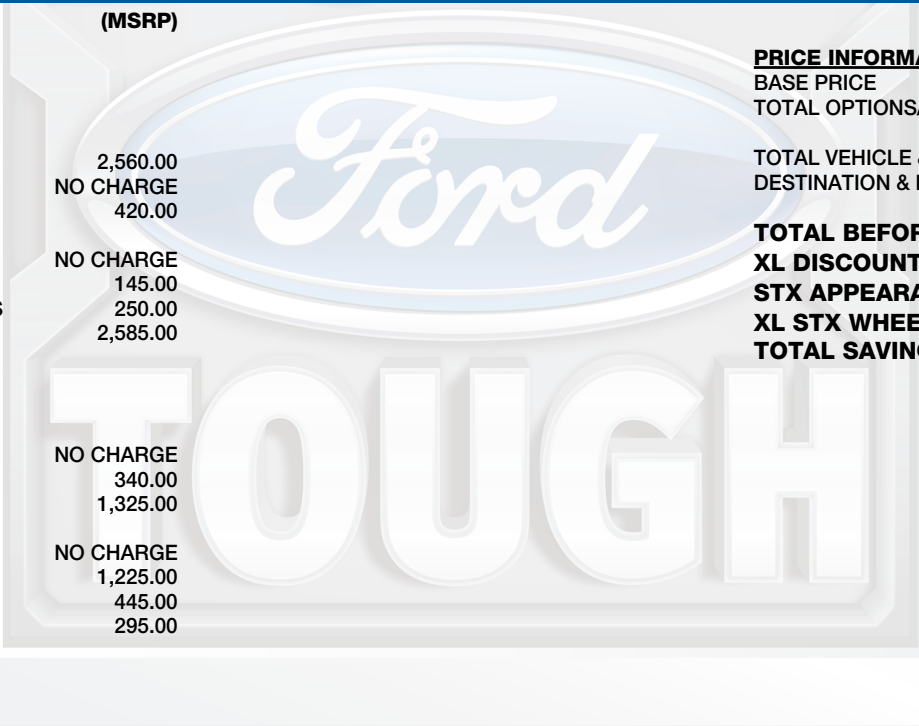 (MSRP)
2,560.00
NO CHARGE
420.00
NO CHARGE
145.00
250.00
2,585.00
NO CHARGE
340.00
1,325.00
NO CHARGE
1,225.00
445.00
295.00
PRICE INFORMA
BASE PRICE
TOTAL OPTIONS
TOTAL VEHICLE &
DESTINATION &
TOTAL BEFOR
XL DISCOUNT
STX APPEARA
XL STX WHEE
TOTAL SAVIN
Ford
TOUGH